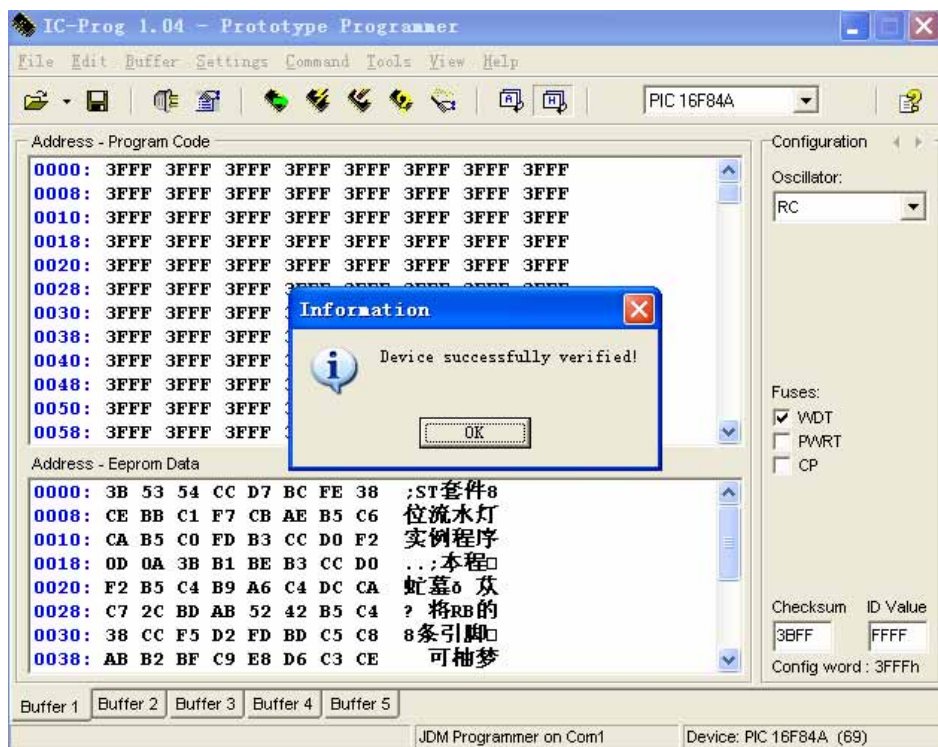 IC-Prog 1.04 - Prototype Programmer
File Edit Buffer Settings Command Tools View Help
PIC 16F84A
Address - Program Code
0000: 3FFF 3FFF 3FFF 3FFF 3FFF 3FFF 3FFF 3FFF
0008: 3FFF 3FFF 3FFF 3FFF 3FFF 3FFF 3FFF 3FFF
0010: 3FFF 3FFF 3FFF 3FFF 3FFF 3FFF 3FFF 3FFF
0018: 3FFF 3FFF 3FFF 3FFF 3FFF 3FFF 3FFF 3FFF
0020: 3FFF 3FFF 3FFF 3FFF 3FFF 3FFF 3FFF 3FFF
0028: 3FFF 3FFF 3FFF
0030: 3FFF 3FFF 3FFF
0038: 3FFF 3FFF 3FFF
0040: 3FFF 3FFF 3FFF
0048: 3FFF 3FFF 3FFF
0050: 3FFF 3FFF 3FFF
0058: 3FFF 3FFF 3FFF
Information
Device successfully verified!
OK
Address - Eeprom Data
0000: 3B 53 54 CC D7 BC FE 38 ;ST套件8
0008: CE BB C1 F7 CB AE B5 C6 位流水灯
0010: CA B5 C0 FD B3 CC D0 F2 实例程序
0018: 0D 0A 3B B1 BE B3 CC D0 ..;本程□
0020: F2 B5 C4 B9 A6 C4 DC CA 虻墓δ 苁
0028: C7 2C BD AB 52 42 B5 C4 ? 将RB的
0030: 38 CC F5 D2 FD BD C5 C8 8条引脚□
0038: AB B2 BF C9 E8 D6 C3 CE 可柚梦
Configuration
Oscillator:
RC
Fuses:
WDT
PWRT
CP
Checksum ID Value
3BFF FFFF
Config word : 3FFFh
Buffer 1 Buffer 2 Buffer 3 Buffer 4 Buffer 5
JDM Programmer on Com1 Device: PIC 16F84A (69)